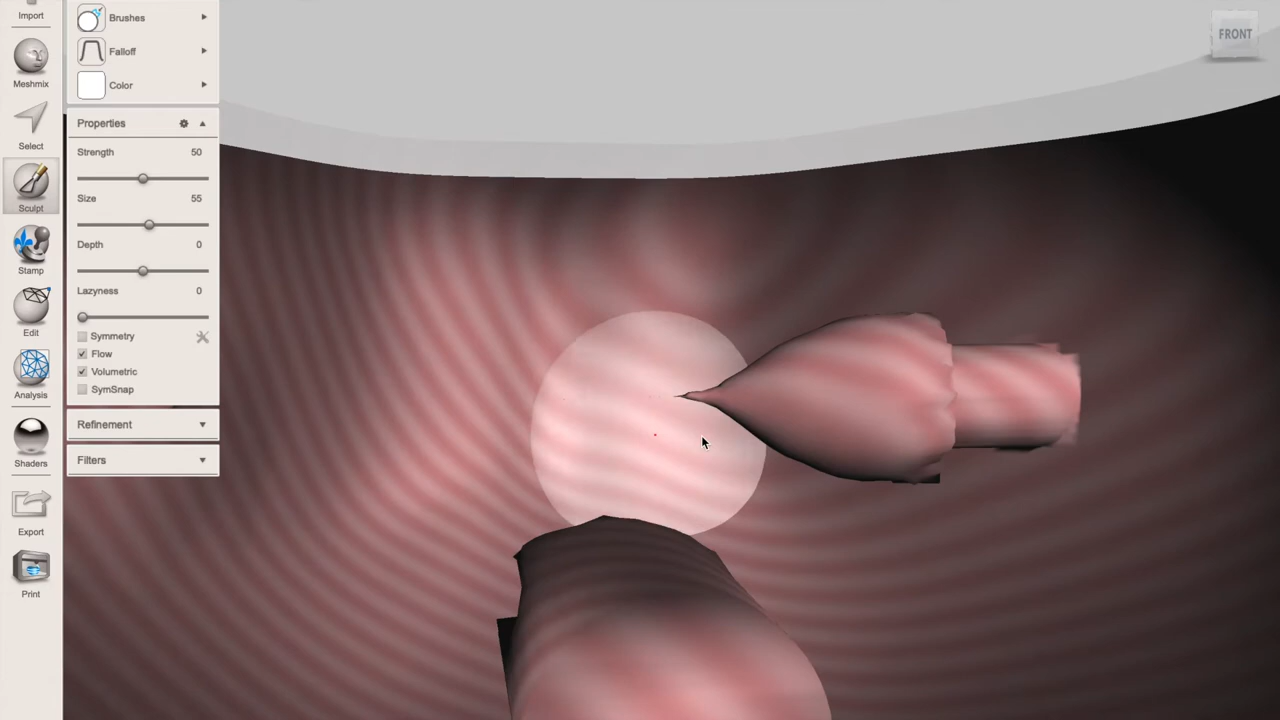 Import
Meshmix
Select
Sculpt
Stamp
Edit
Analysis
Shaders
Export
Print
Brushes
Falloff
Color
Properties
Strength 50
Size 55
Depth 0
Lazyness 0
Symmetry
Flow
Volumetric
SymSnap
Refinement
Filters
FRONT